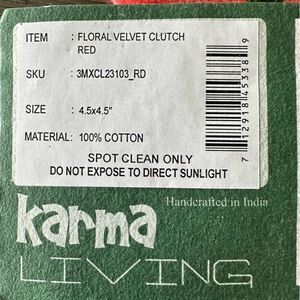 ITEM : FLORAL VELVET CLUTCH
RED
SKU : 3MXCL23103_RD
SIZE : 4.5x4.5"
MATERIAL: 100% COTTON
SPOT CLEAN ONLY
DO NOT EXPOSE TO DIRECT SUNLIGHT
7 12918 45338 9
Handcrafted in India
karma
LIVING